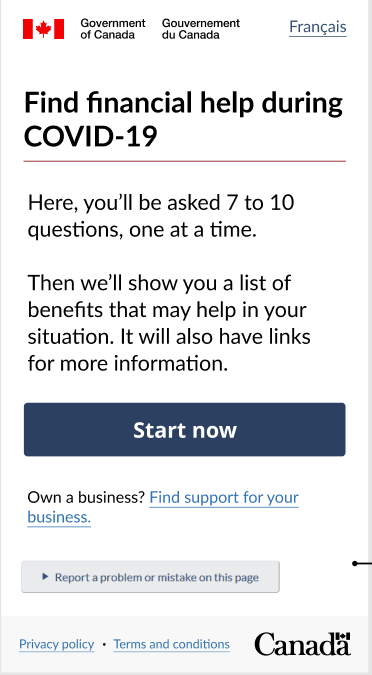 Government of Canada
Gouvernement du Canada
Français
Find financial help during
COVID-19
Here, you'll be asked 7 to 10
questions, one at a time.
Then we'll show you a list of
benefits that may help in your
situation. It will also have links
for more information.
Start now
Own a business? Find support for your
business.
Report a problem or mistake on this page
Privacy policy • Terms and conditions
Canada